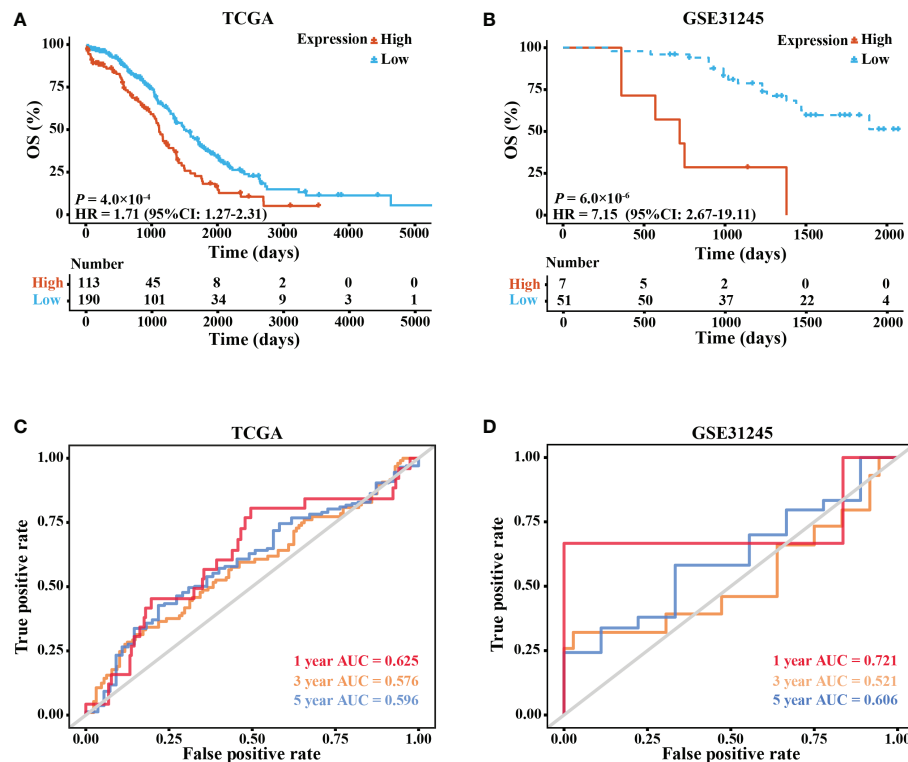 A
TCGA
Expression High
Low
OS (%)
100
75
50
25
0
P = 4.0×10⁻⁴
HR = 1.71 (95%CI: 1.27-2.31)
0 1000 2000 3000 4000 5000
Time (days)
Number
High 113 45 8 2 0 0
Low 190 101 34 9 3 1
0 1000 2000 3000 4000 5000
Time (days)
B
GSE31245
Expression High
Low
OS (%)
100
75
50
25
0
P = 6.0×10⁻⁶
HR = 7.15 (95%CI: 2.67-19.11)
0 500 1000 1500 2000
Time (days)
Number
High 7 5 2 0 0
Low 51 50 37 22 4
0 500 1000 1500 2000
Time (days)
C
TCGA
True positive rate
1.00
0.75
0.50
0.25
0.00
1 year AUC = 0.625
3 year AUC = 0.576
5 year AUC = 0.596
0.00 0.25 0.50 0.75 1.00
False positive rate
D
GSE31245
True positive rate
1.00
0.75
0.50
0.25
0.00
1 year AUC = 0.721
3 year AUC = 0.521
5 year AUC = 0.606
0.00 0.25 0.50 0.75 1.00
False positive rate